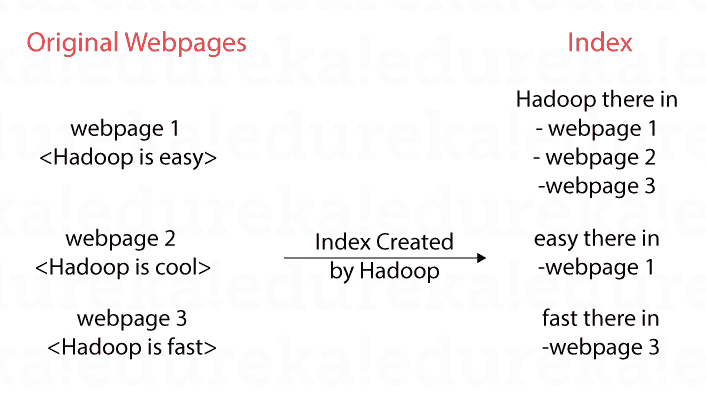 Original Webpages
webpage 1
<Hadoop is easy>
webpage 2
<Hadoop is cool>
webpage 3
<Hadoop is fast>
Index Created
by Hadoop
Index
Hadoop there in
- webpage 1
- webpage 2
-webpage 3
easy there in
-webpage 1
fast there in
-webpage 3
edureka!edureka!edureka!